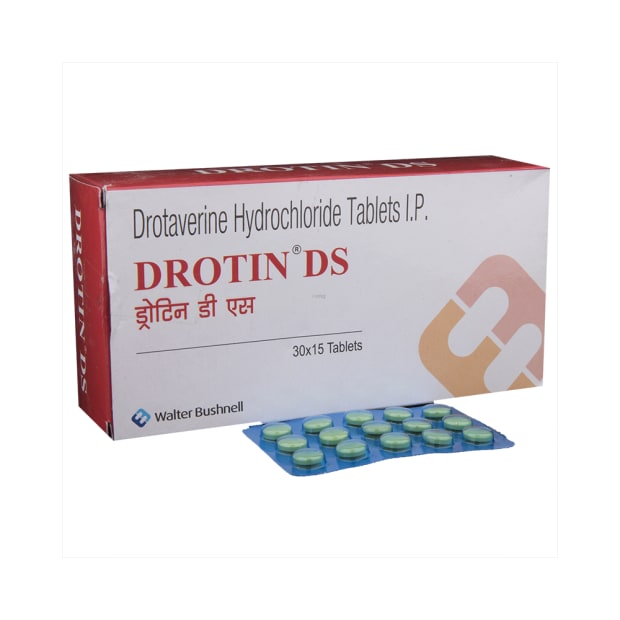 DROTIN DS
Drotaverine Hydrochloride Tablets I.P.
DROTIN® DS
ड्रोटिन डी एस
30x15 Tablets
Walter Bushnell
DROTIN DS